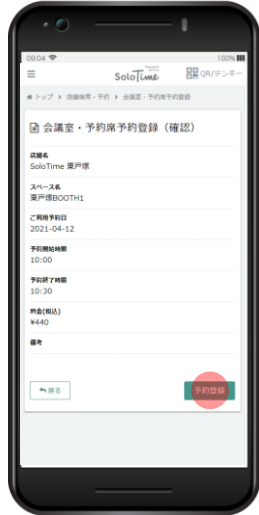 09:04
100%
SoloTime
QR/テンキー
トップ > 店舗検索・予約 > 会議室・予約席予約登録
会議室・予約席予約登録（確認）
店舗名
SoloTime 東戸塚
スペース名
東戸塚BOOTH1
ご利用予約日
2021-04-12
予約開始時間
10:00
予約終了時間
10:30
料金(税込)
¥440
備考
戻る
予約登録